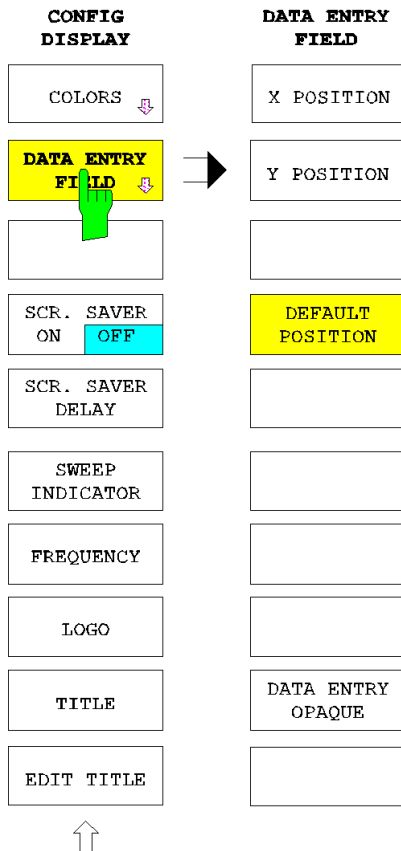 CONFIG
DISPLAY
COLORS
DATA ENTRY
FIELD
SCR. SAVER
ON OFF
SCR. SAVER
DELAY
SWEEP
INDICATOR
FREQUENCY
LOGO
TITLE
EDIT TITLE
DATA ENTRY
FIELD
X POSITION
Y POSITION
DEFAULT
POSITION
DATA ENTRY
OPAQUE